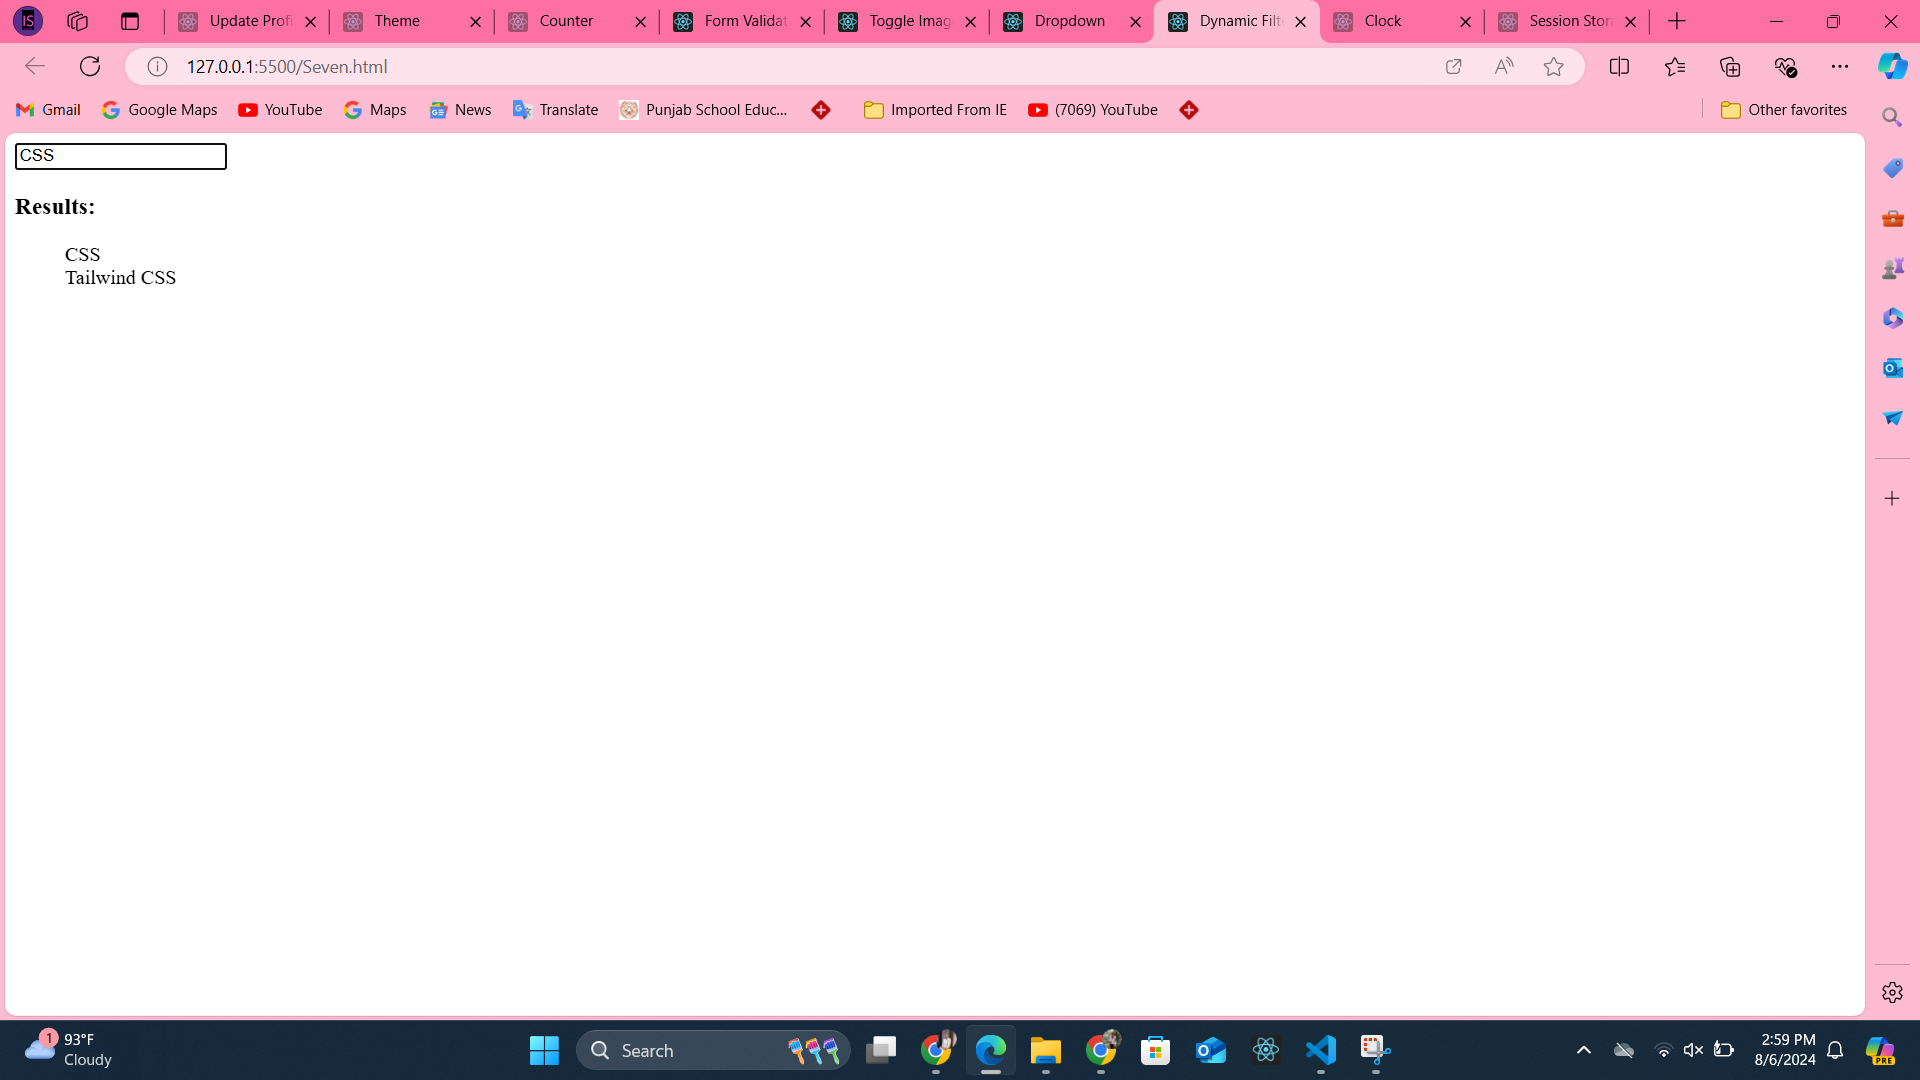 IS
Update Profi
Theme
Counter
Form Validat
Toggle Imag
Dropdown
Dynamic Filt
Clock
Session Stor
127.0.0.1:5500/Seven.html
Gmail
Google Maps
YouTube
Maps
News
Translate
Punjab School Educ...
Imported From IE
(7069) YouTube
Other favorites
CSS
Results:
CSS
Tailwind CSS
1
93°F
Cloudy
Search
2:59 PM
8/6/2024
PRE